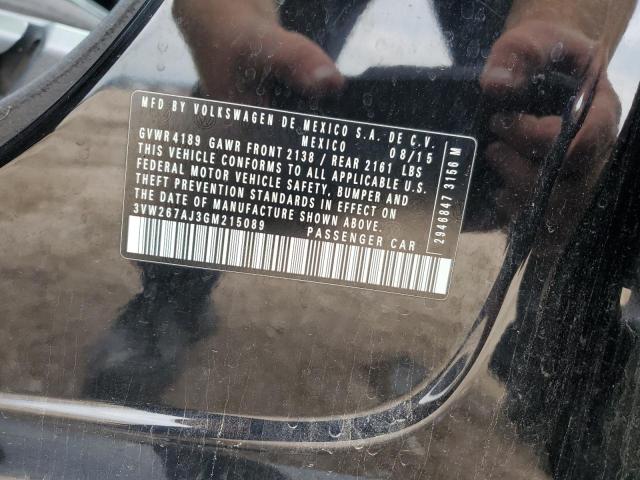 MFD BY VOLKSWAGEN DE MEXICO S.A. DE C.V.
MEXICO 08/15
GVWR4189 GAWR FRONT 2138 / REAR 2161 LBS
THIS VEHICLE CONFORMS TO ALL APPLICABLE U.S.
FEDERAL MOTOR VEHICLE SAFETY, BUMPER AND
THEFT PREVENTION STANDARDS IN EFFECT ON
THE DATE OF MANUFACTURE SHOWN ABOVE.
3VW267AJ3GM215089 PASSENGER CAR
2946847 3156 M